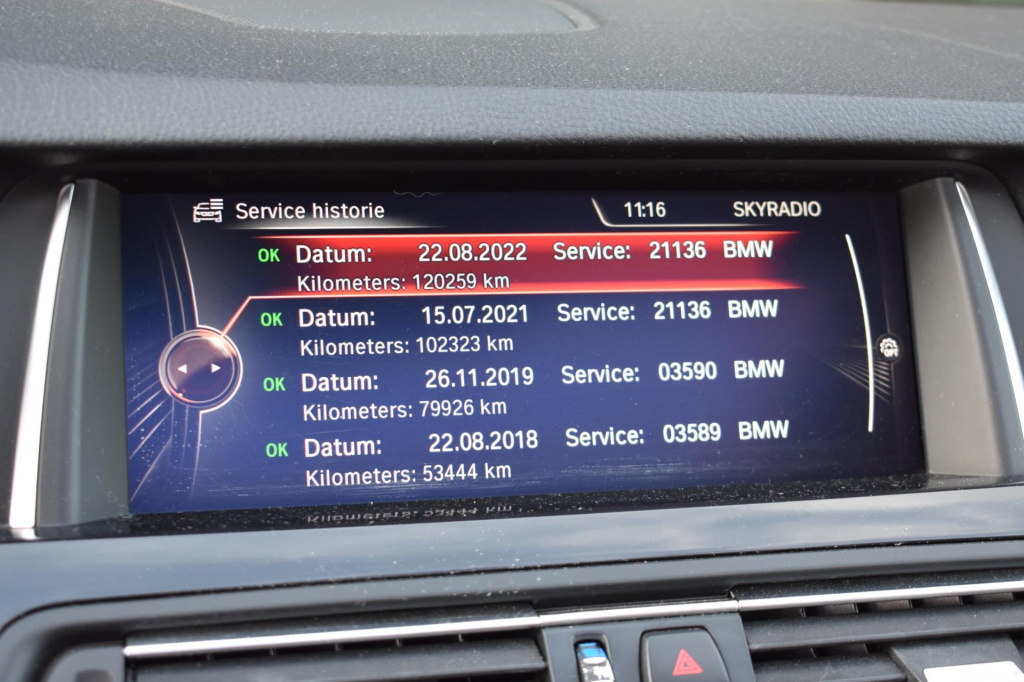 Service historie 11:16 SKYRADIO
OK Datum: 22.08.2022 Service: 21136 BMW
Kilometers: 120259 km
OK Datum: 15.07.2021 Service: 21136 BMW
Kilometers: 102323 km
OK Datum: 26.11.2019 Service: 03590 BMW
Kilometers: 79926 km
OK Datum: 22.08.2018 Service: 03589 BMW
Kilometers: 53444 km
OPT